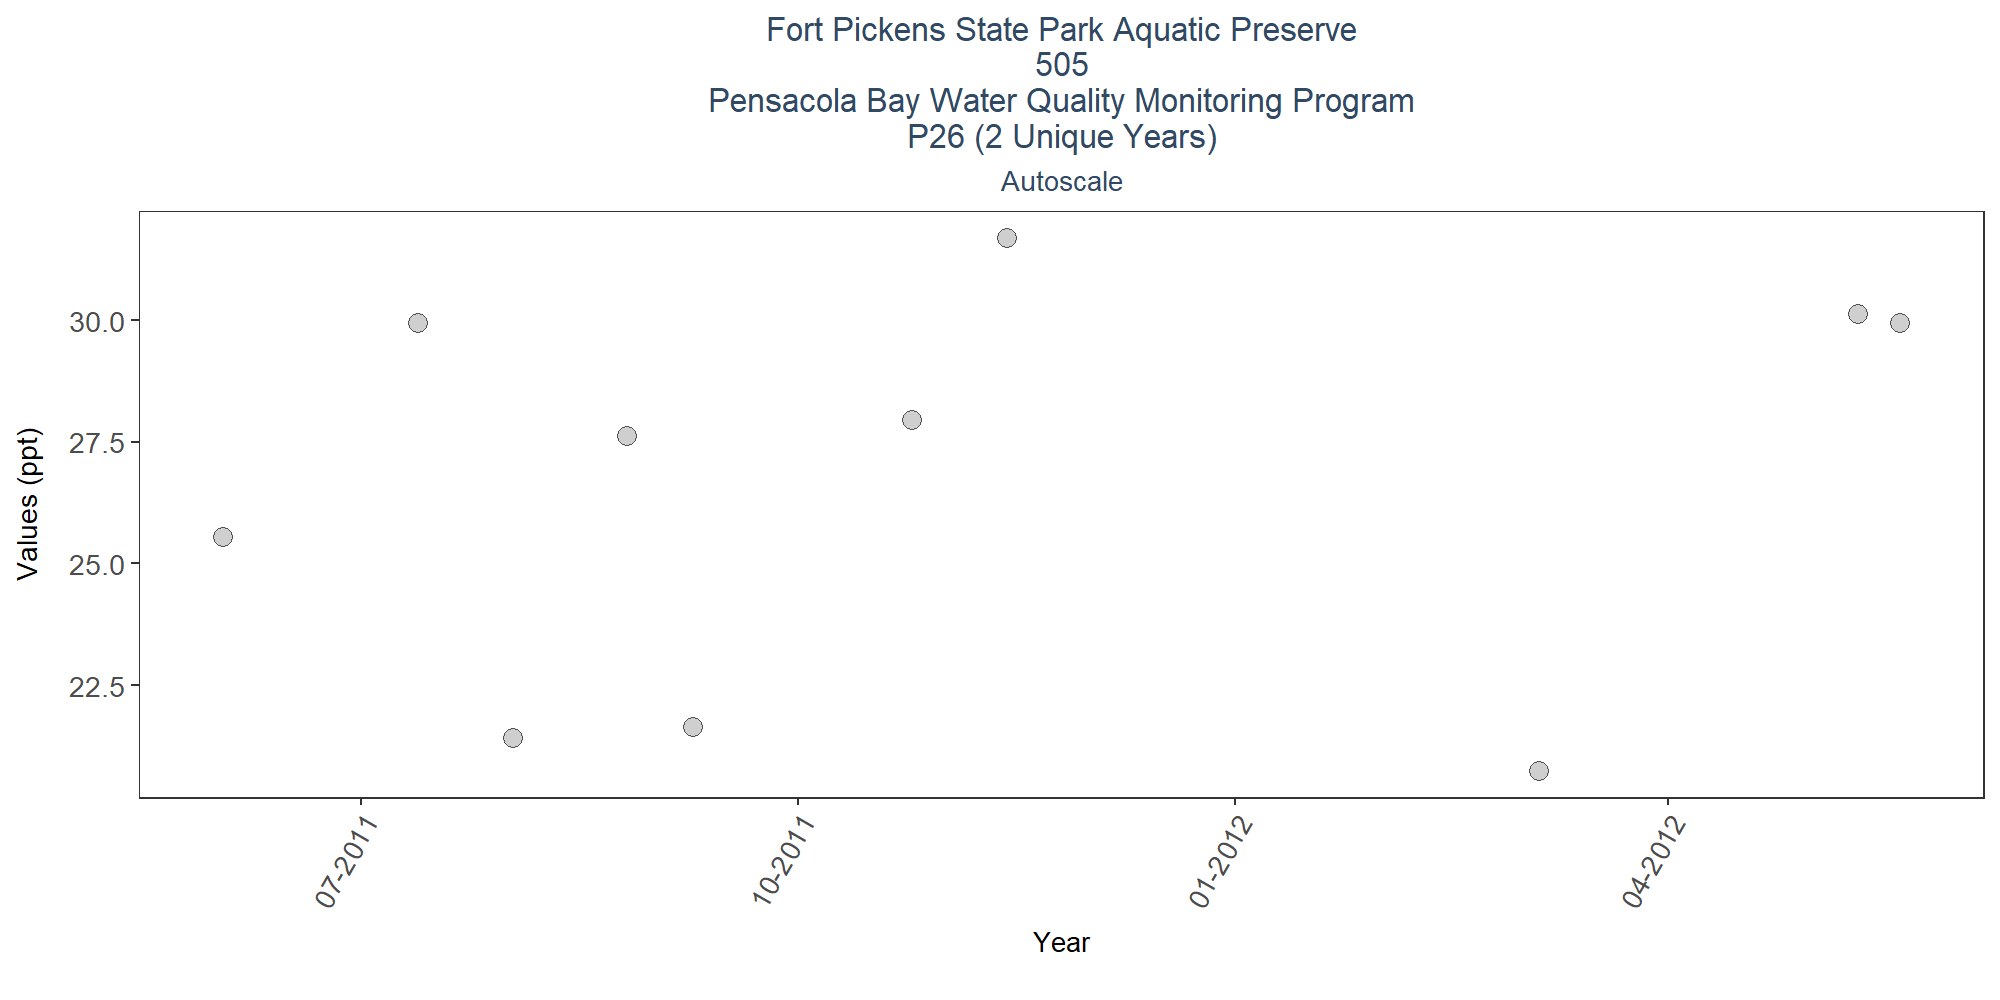 Fort Pickens State Park Aquatic Preserve
505
Pensacola Bay Water Quality Monitoring Program
P26 (2 Unique Years)
Autoscale
Values (ppt)
30.0
27.5
25.0
22.5
07-2011
10-2011
01-2012
04-2012
Year